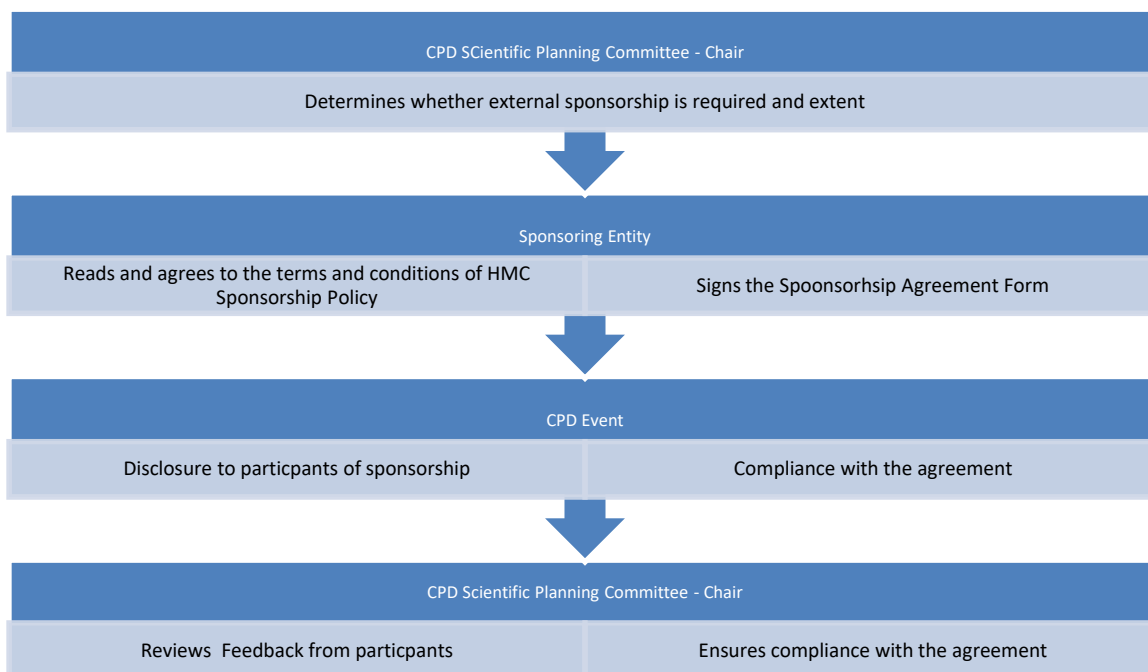 CPD SCientific Planning Committee - Chair
Determines whether external sponsorship is required and extent
Sponsoring Entity
Reads and agrees to the terms and conditions of HMC
Sponsorship Policy
Signs the Spoonsorhsip Agreement Form
CPD Event
Disclosure to particpants of sponsorship
Compliance with the agreement
CPD Scientific Planning Committee - Chair
Reviews  Feedback from particpants
Ensures compliance with the agreement